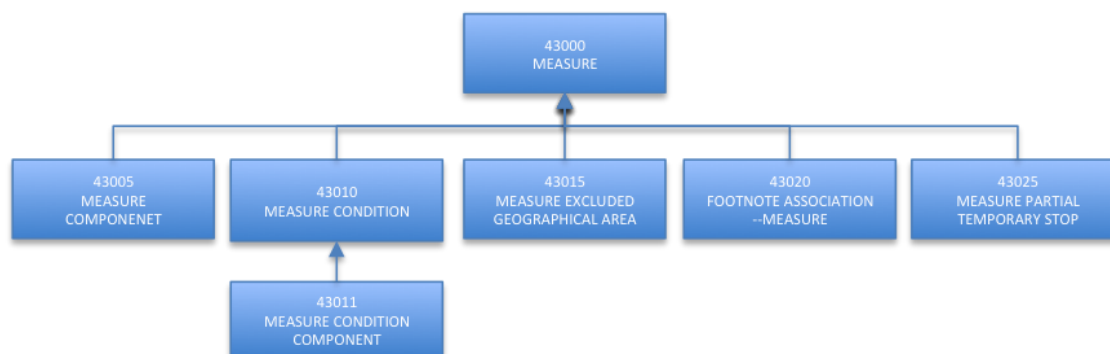 43000
MEASURE
43005
MEASURE
COMPONENET
43010
MEASURE CONDITION
43015
MEASURE EXCLUDED
GEOGRAPHICAL AREA
43020
FOOTNOTE ASSOCIATION
--MEASURE
43025
MEASURE PARTIAL
TEMPORARY STOP
43011
MEASURE CONDITION
COMPONENT